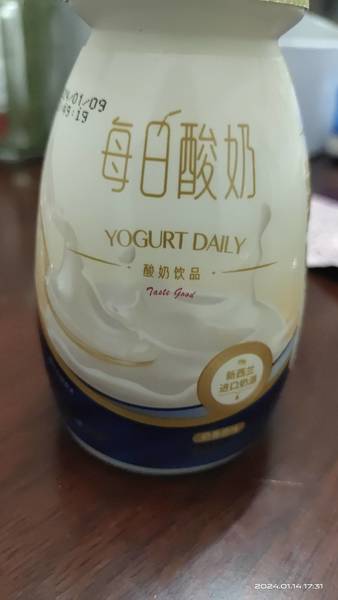 24/01/09
每日酸奶
YOGURT DAILY
酸奶饮品
Taste Good
新西兰
进口奶源
2024.01.14 17:31